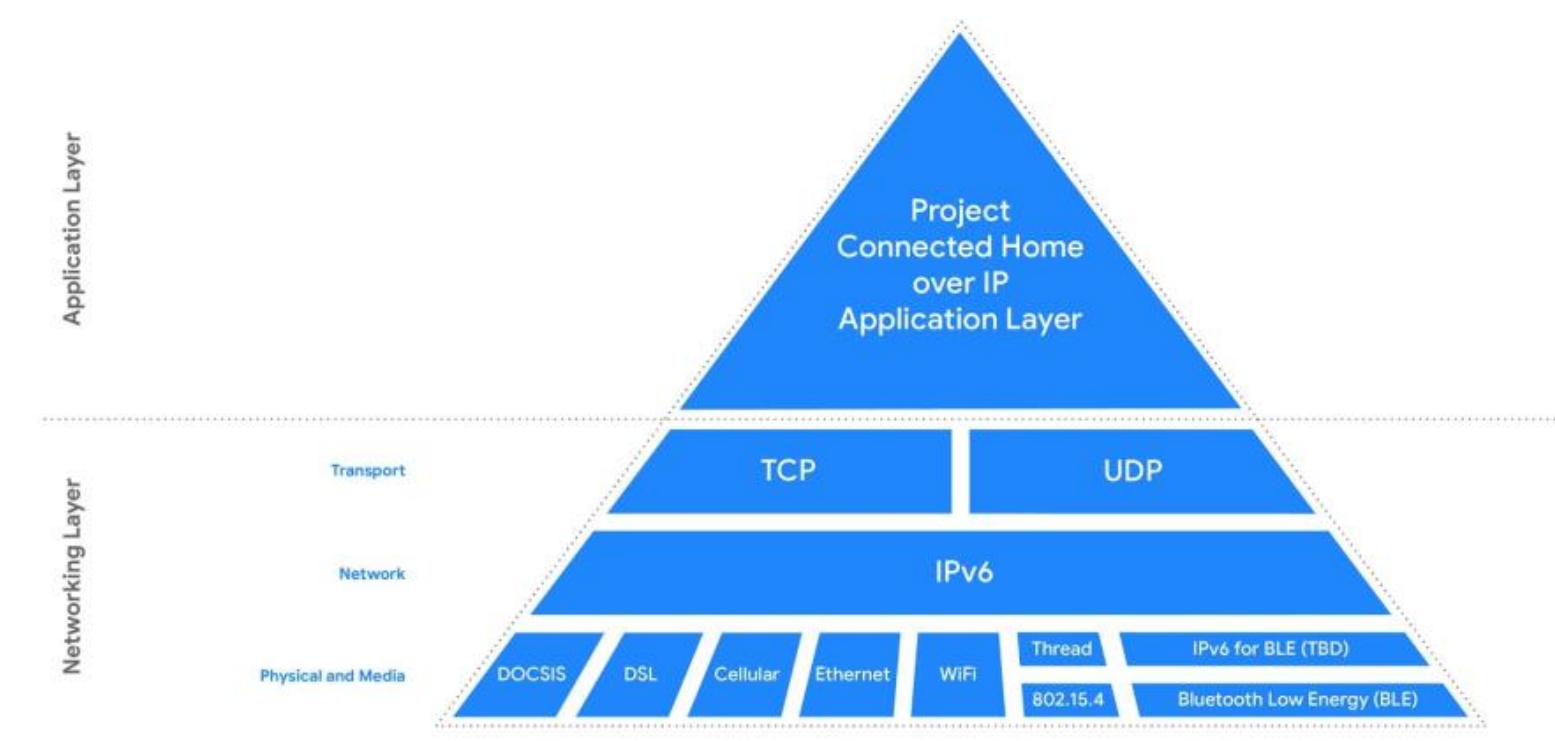 Application Layer
Project
Connected Home
over IP
Application Layer
Networking Layer
Transport
TCP
UDP
Network
IPv6
Physical and Media
DOCSIS
DSL
Cellular
Ethernet
WiFi
Thread
802.15.4
IPv6 for BLE (TBD)
Bluetooth Low Energy (BLE)